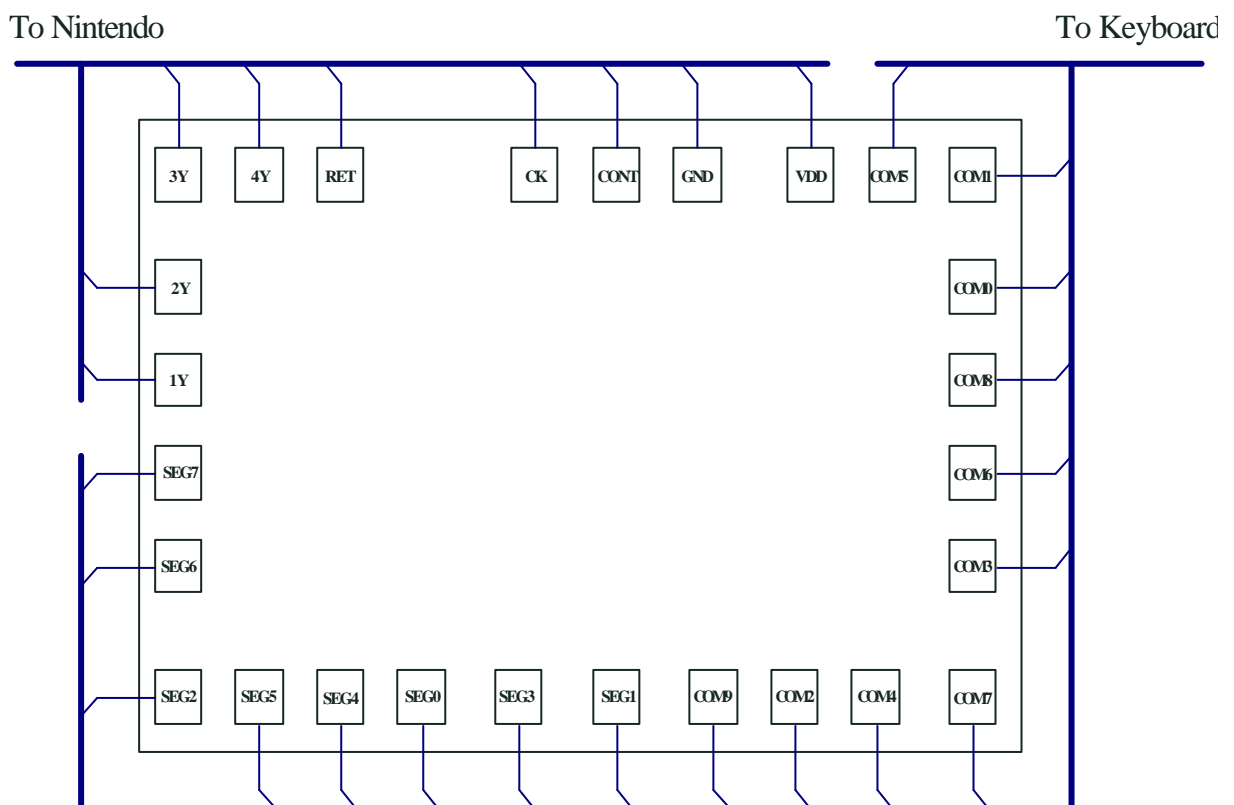 To Nintendo To Keyboard
3Y 4Y RET CK CONT GND VDD COM5 COM1
2Y COM0
1Y COM8
SEG7 COM6
SEG6 COM3
SEG2 SEG5 SEG4 SEG0 SEG3 SEG1 COM9 COM2 COM4 COM7